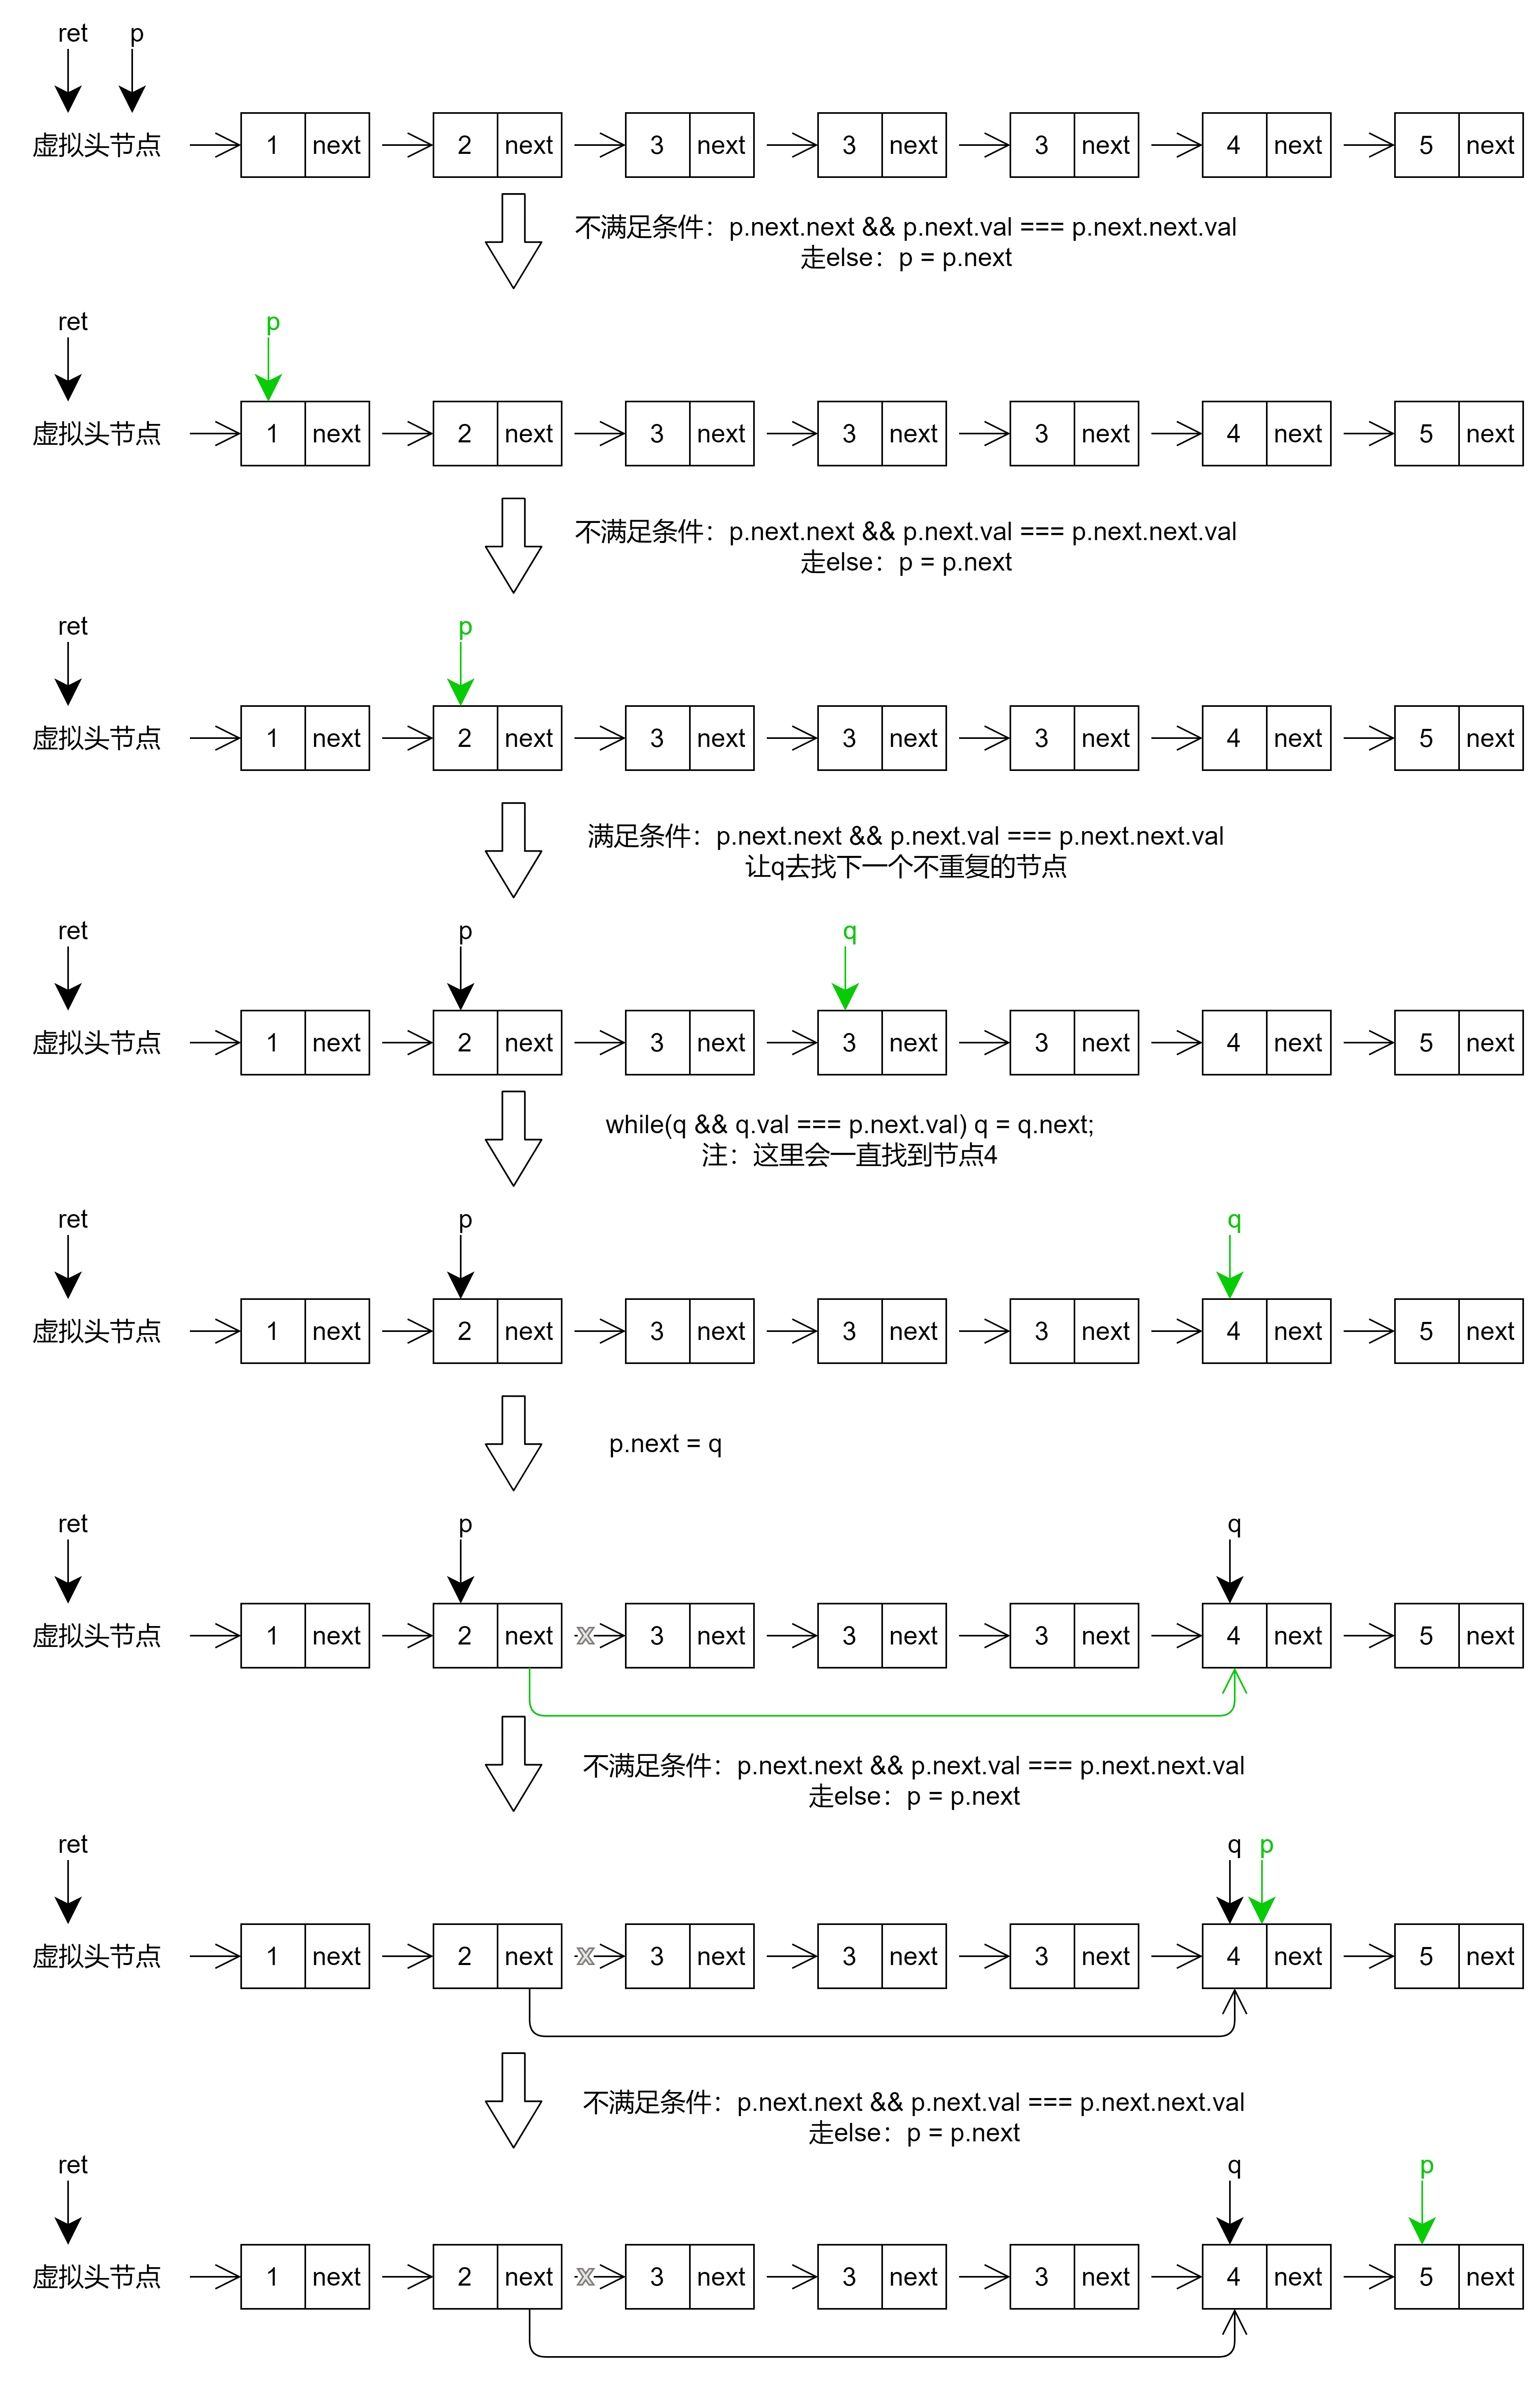 ret p
虚拟头节点 1 next 2 next 3 next 3 next 3 next 4 next 5 next
不满足条件：p.next.next && p.next.val === p.next.next.val
走else：p = p.next
ret p
虚拟头节点 1 next 2 next 3 next 3 next 3 next 4 next 5 next
不满足条件：p.next.next && p.next.val === p.next.next.val
走else：p = p.next
ret p
虚拟头节点 1 next 2 next 3 next 3 next 3 next 4 next 5 next
满足条件：p.next.next && p.next.val === p.next.next.val
让q去找下一个不重复的节点
ret p q
虚拟头节点 1 next 2 next 3 next 3 next 3 next 4 next 5 next
while(q && q.val === p.next.val) q = q.next;
注：这里会一直找到节点4
ret p q
虚拟头节点 1 next 2 next 3 next 3 next 3 next 4 next 5 next
p.next = q
ret p q
虚拟头节点 1 next 2 next x 3 next 3 next 3 next 4 next 5 next
不满足条件：p.next.next && p.next.val === p.next.next.val
走else：p = p.next
ret q p
虚拟头节点 1 next 2 next x 3 next 3 next 3 next 4 next 5 next
不满足条件：p.next.next && p.next.val === p.next.next.val
走else：p = p.next
ret q p
虚拟头节点 1 next 2 next x 3 next 3 next 3 next 4 next 5 next